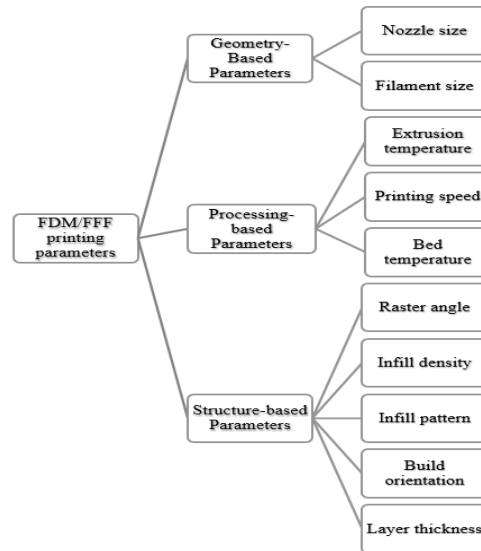 Geometry-
Based
Parameters
Nozzle size
Filament size
FDM/FFF
printing
parameters
Processing-
based
Parameters
Extrusion
temperature
Printing speed
Bed
temperature
Structure-based
Parameters
Raster angle
Infill density
Infill pattern
Build
orientation
Layer thickness